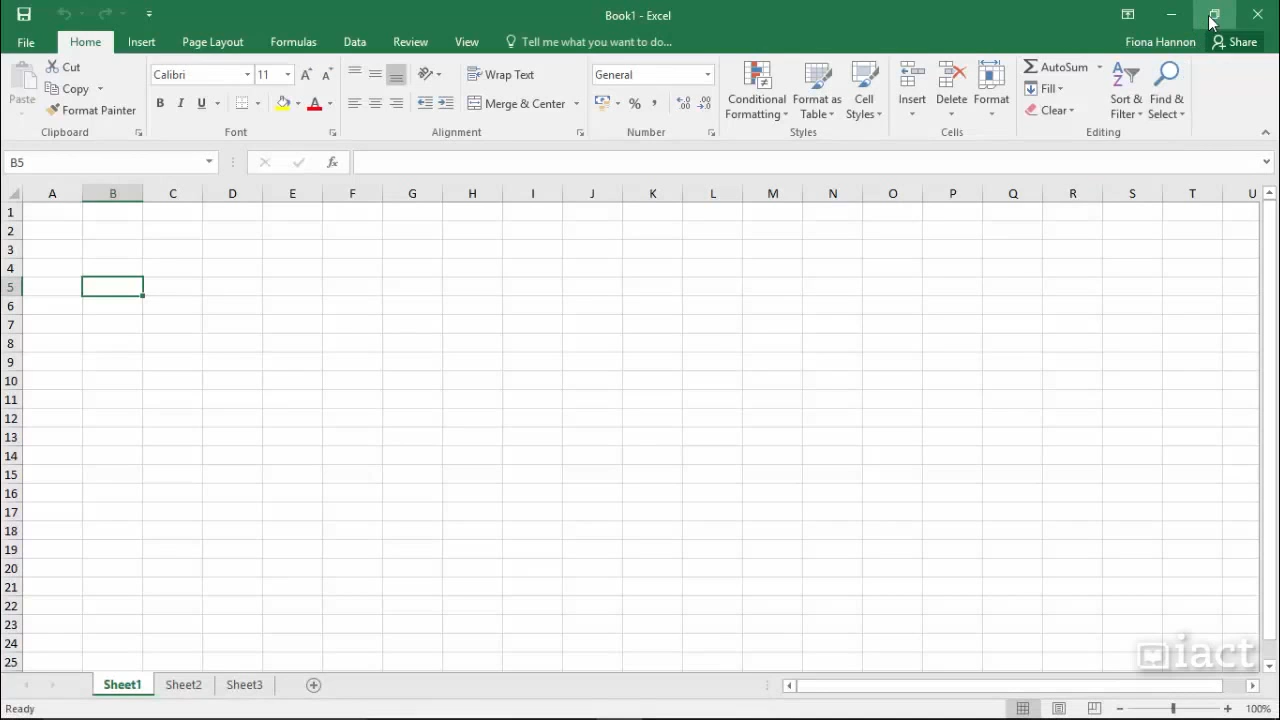 Book1 - Excel
File Home Insert Page Layout Formulas Data Review View Tell me what you want to do... Fiona Hannon Share
Paste Cut Copy Format Painter
Clipboard
Calibri 11
B I U A
Font
Wrap Text
Merge & Center
Alignment
General
% ,
Number
Conditional Formatting
Format as Table
Cell Styles
Styles
Insert Delete Format
Cells
AutoSum
Fill
Clear
Sort & Filter
Find & Select
Editing
B5 fx
A B C D E F G H I J K L M N O P Q R S T U
1
2
3
4
5
6
7
8
9
10
11
12
13
14
15
16
17
18
19
20
21
22
23
24
25
iact
Sheet1 Sheet2 Sheet3
Ready 100%